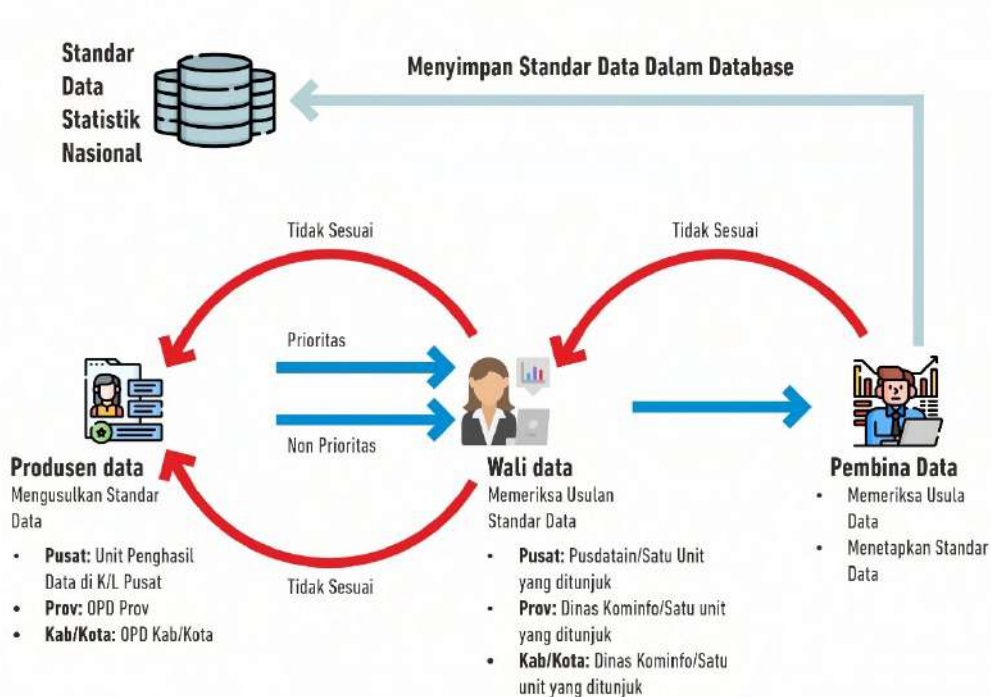 Standar
Data
Statistik
Nasional
Menyimpan Standar Data Dalam Database
Tidak Sesuai
Tidak Sesuai
Prioritas
Non Prioritas
Produsen data
Mengusulkan Standar
Data
• Pusat: Unit Penghasil
Data di K/L Pusat
• Prov: OPD Prov
• Kab/Kota: OPD Kab/Kota
Tidak Sesuai
Wali data
Memeriksa Usulan
Standar Data
• Pusat: Pusdatain/Satu Unit
yang ditunjuk
• Prov: Dinas Kominfo/Satu unit
yang ditunjuk
• Kab/Kota: Dinas Kominfo/Satu
unit yang ditunjuk
Pembina Data
• Memeriksa Usula
Data
• Menetapkan Standar
Data